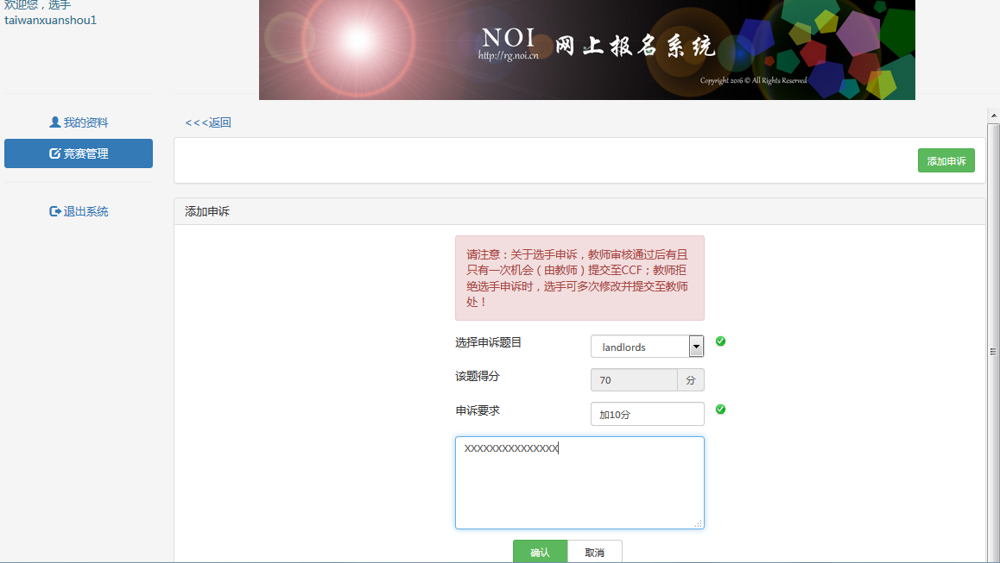 欢迎您，选手
taiwanxuanshou1
NOI 网上报名系统
http://rg.noi.cn
Copyright 2016 © All Rights Reserved
我的资料
竞赛管理
退出系统
<<<返回
添加申诉
添加申诉
请注意：关于选手申诉，教师审核通过后有且
只有一次机会（由教师）提交至CCF；教师拒
绝选手申诉时，选手可多次修改并提交至教师
处！
选择申诉题目 landlords
该题得分 70 分
申诉要求 加10分
XXXXXXXXXXXXXXX
确认 取消